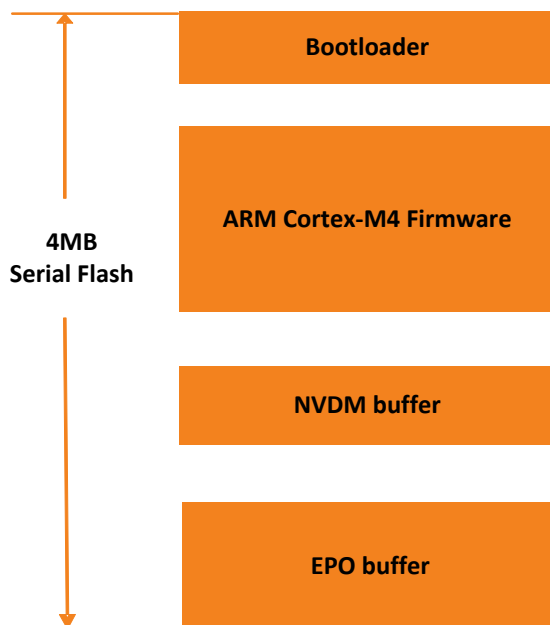 Bootloader
ARM Cortex-M4 Firmware
4MB
Serial Flash
NVDM buffer
EPO buffer